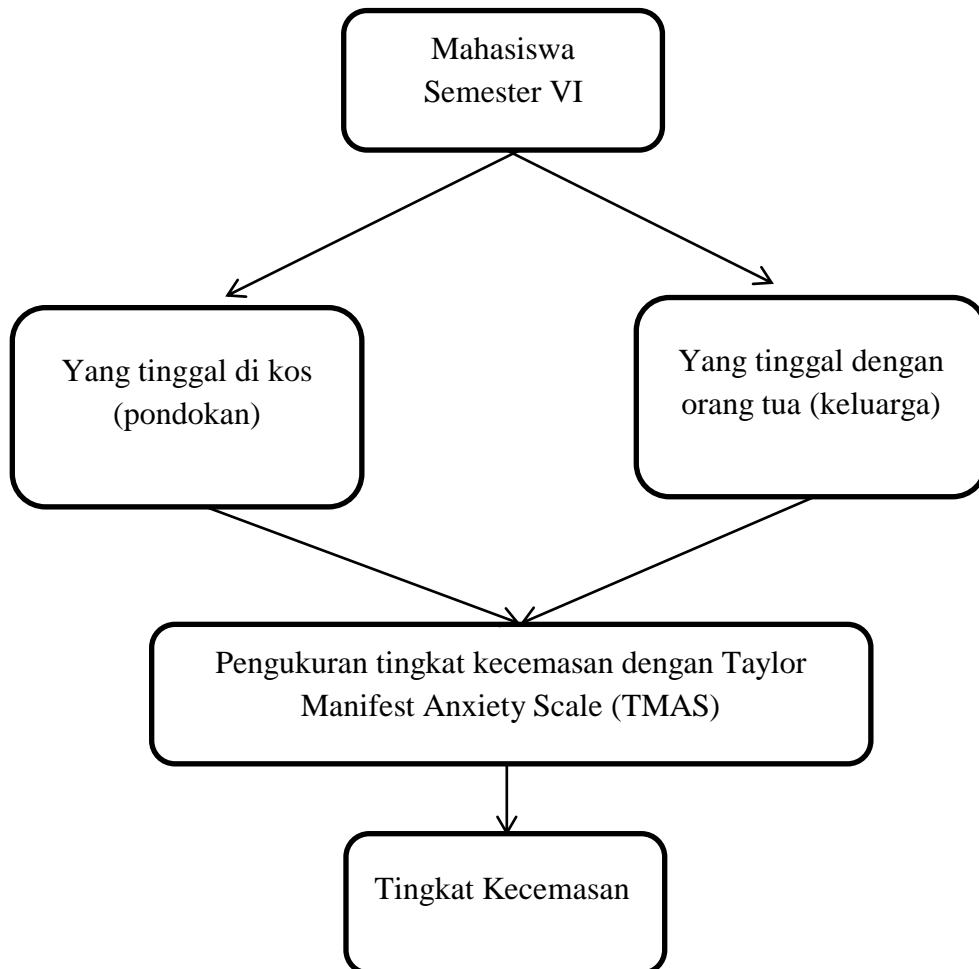 Mahasiswa
Semester VI
Yang tinggal di kos
(pondokan)
Yang tinggal dengan
orang tua (keluarga)
Pengukuran tingkat kecemasan dengan Taylor
Manifest Anxiety Scale (TMAS)
Tingkat Kecemasan